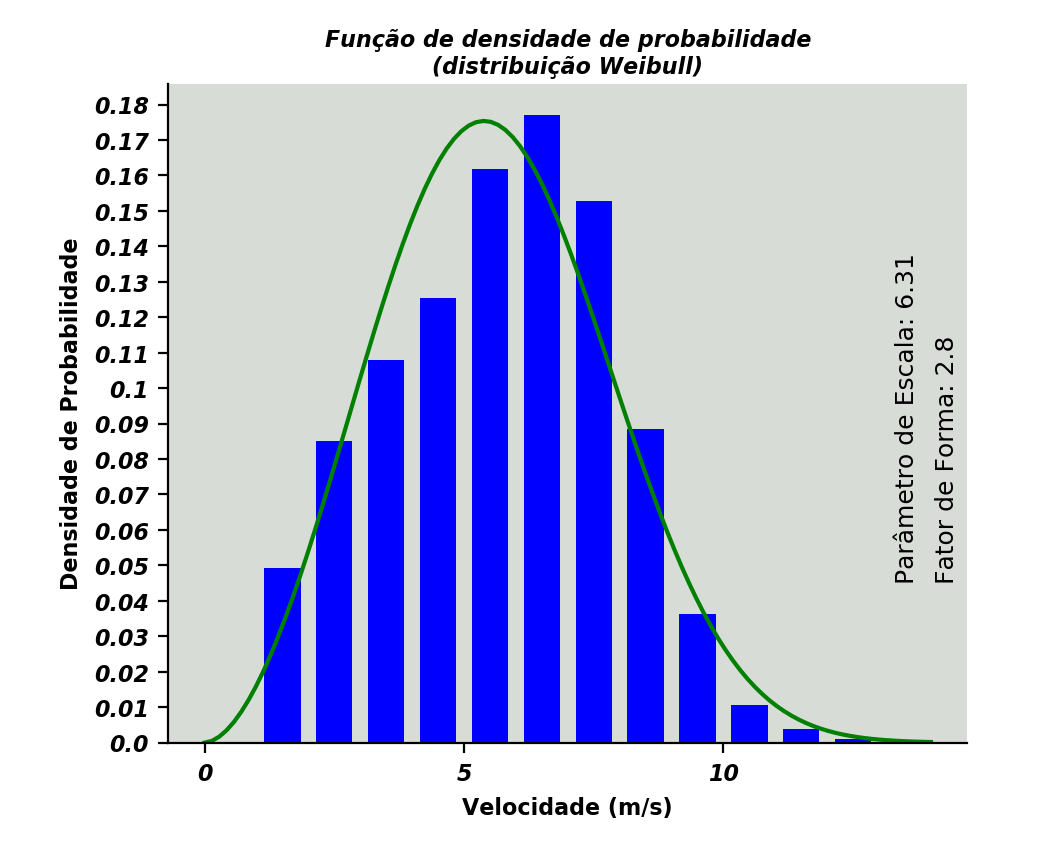 Função de densidade de probabilidade
(distribuição Weibull)
0.18
0.17
0.16
0.15
0.14
0.13
0.12
0.11
0.1
0.09
0.08
0.07
0.06
0.05
0.04
0.03
0.02
0.01
0.0
Densidade de Probabilidade
Parâmetro de Escala: 6.31
Fator de Forma: 2.8
0 5 10
Velocidade (m/s)